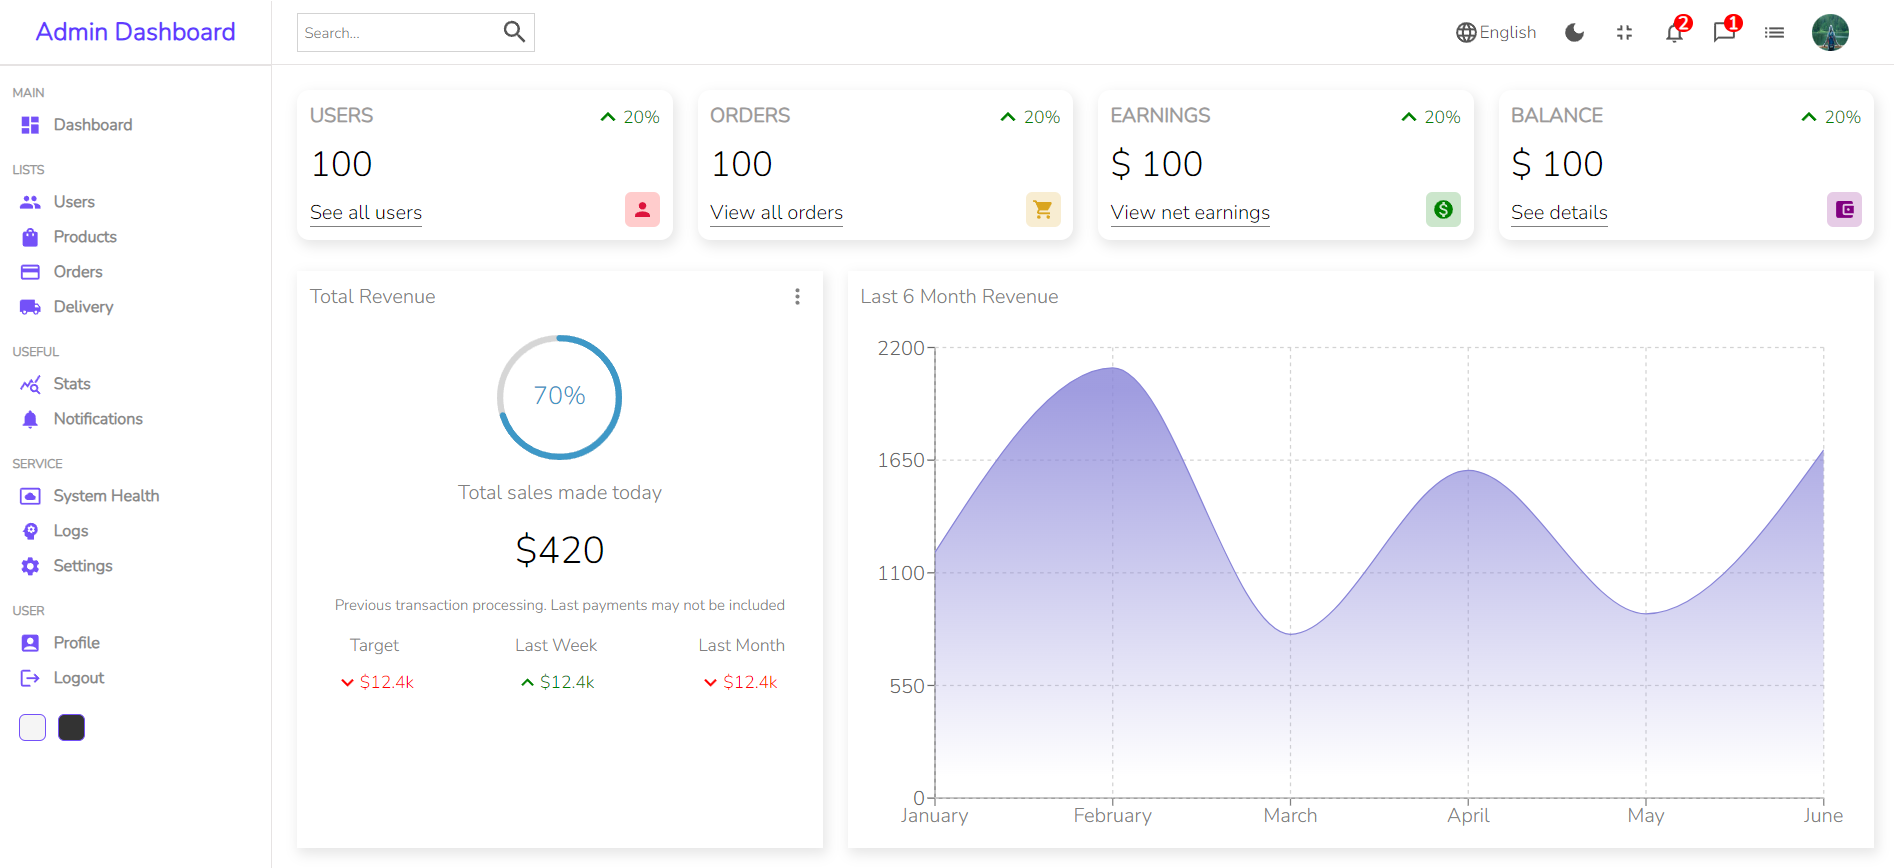 Admin Dashboard
Search...
English
2
1
MAIN
Dashboard
LISTS
Users
Products
Orders
Delivery
USEFUL
Stats
Notifications
SERVICE
System Health
Logs
Settings
USER
Profile
Logout
USERS
20%
100
See all users
ORDERS
20%
100
View all orders
EARNINGS
20%
$ 100
View net earnings
BALANCE
20%
$ 100
See details
Total Revenue
70%
Total sales made today
$420
Previous transaction processing. Last payments may not be included
Target Last Week Last Month
$12.4k $12.4k $12.4k
Last 6 Month Revenue
2200
1650
1100
550
0
January February March April May June